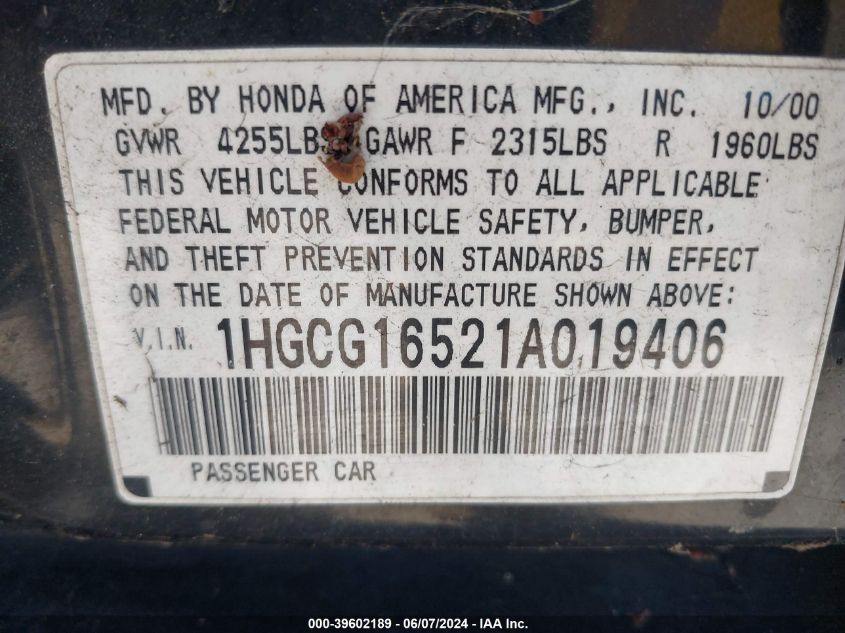 MFD. BY HONDA OF AMERICA MFG., INC. 10/00
GVWR 4255LBS GAWR F 2315LBS R 1960LBS
THIS VEHICLE CONFORMS TO ALL APPLICABLE
FEDERAL MOTOR VEHICLE SAFETY, BUMPER,
AND THEFT PREVENTION STANDARDS IN EFFECT
ON THE DATE OF MANUFACTURE SHOWN ABOVE:
V.I.N. 1HGCG16521A019406
PASSENGER CAR
000-39602189 - 06/07/2024 - IAA Inc.